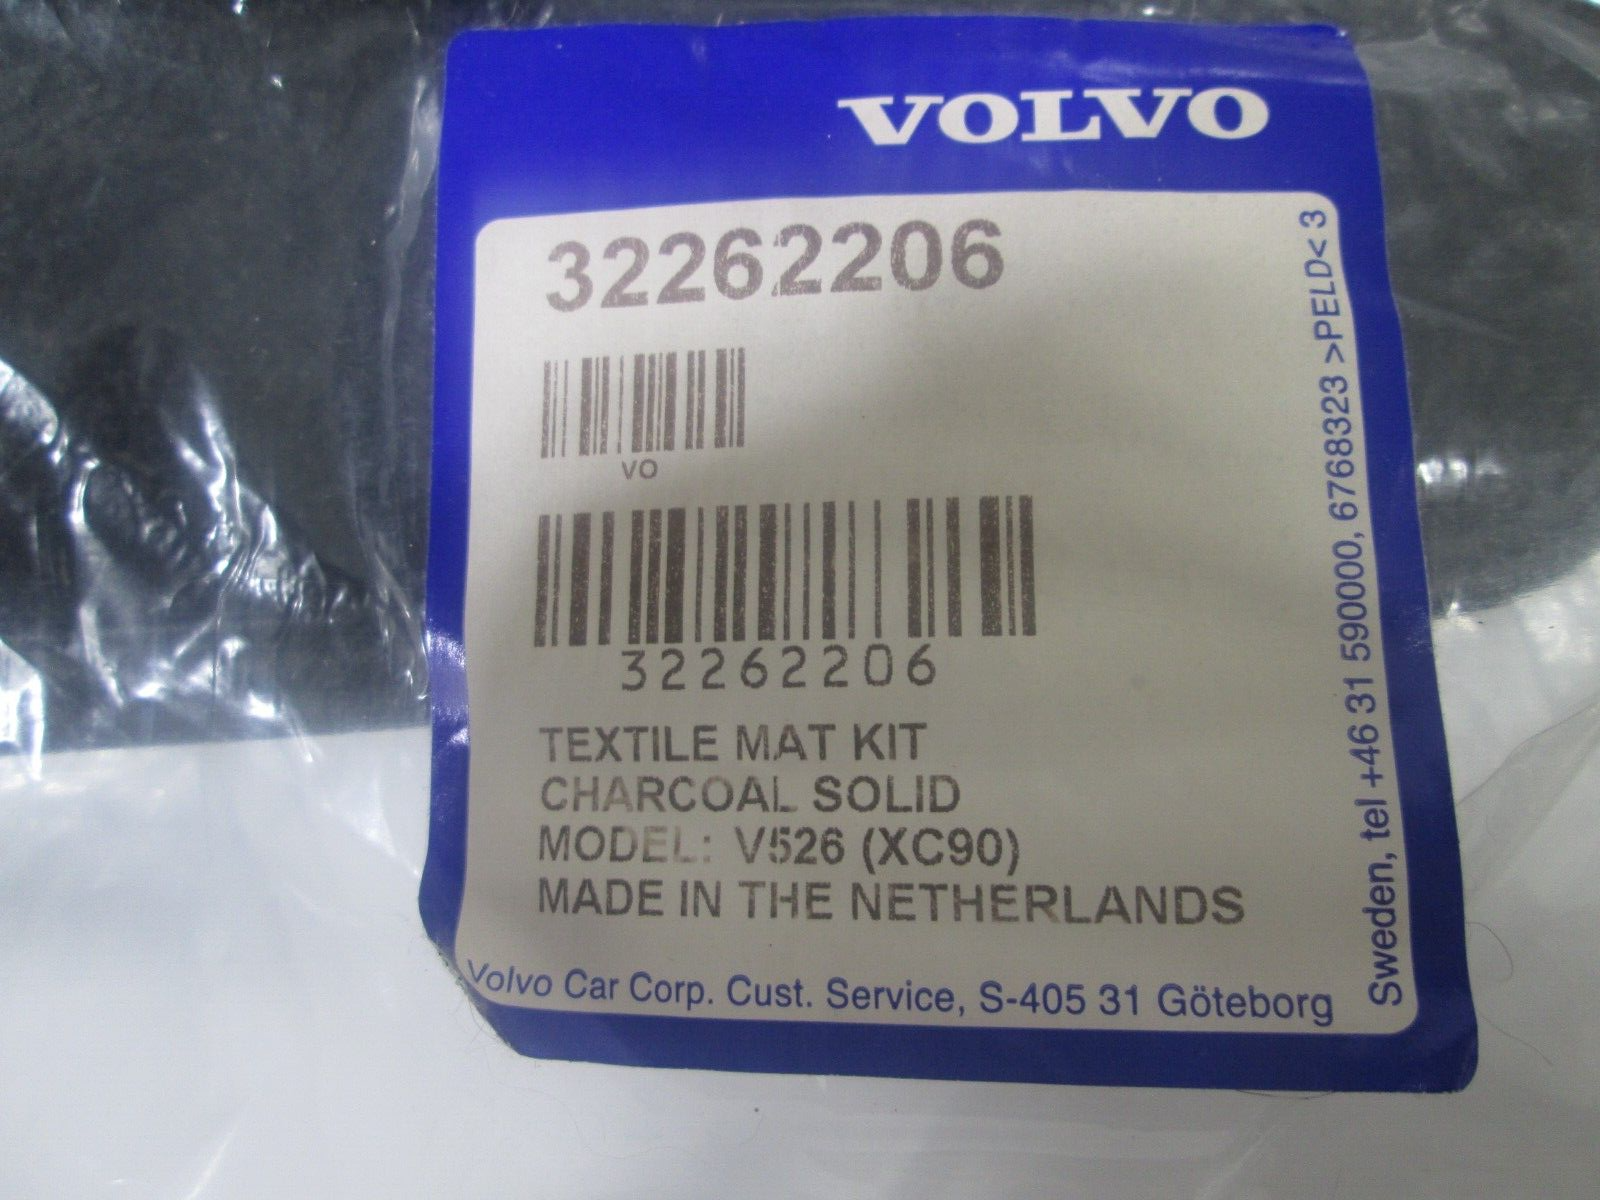 VOLVO
32262206
VO
32262206
TEXTILE MAT KIT
CHARCOAL SOLID
MODEL: V526 (XC90)
MADE IN THE NETHERLANDS
Volvo Car Corp. Cust. Service, S-405 31 Göteborg
Sweden, tel +46 31 590000, 6768323 >PELD< 3